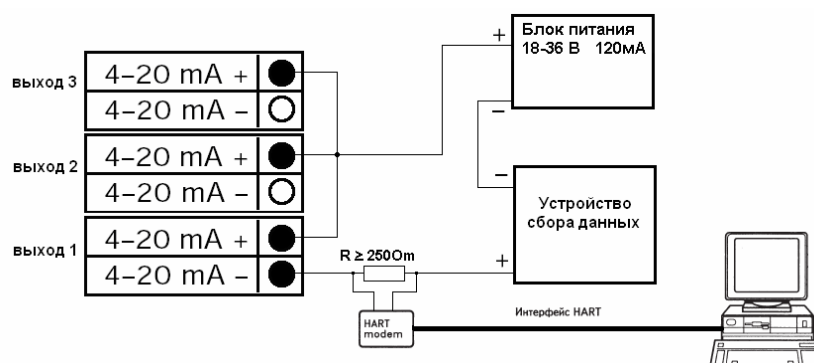 Блок питания
18-36 В 120мА
+
–
выход 3
4–20 mA +
4–20 mA –
выход 2
4–20 mA +
4–20 mA –
выход 1
4–20 mA +
4–20 mA –
R ≥ 250Om
–
Устройство
сбора данных
+
HART
modem
Интерфейс HART